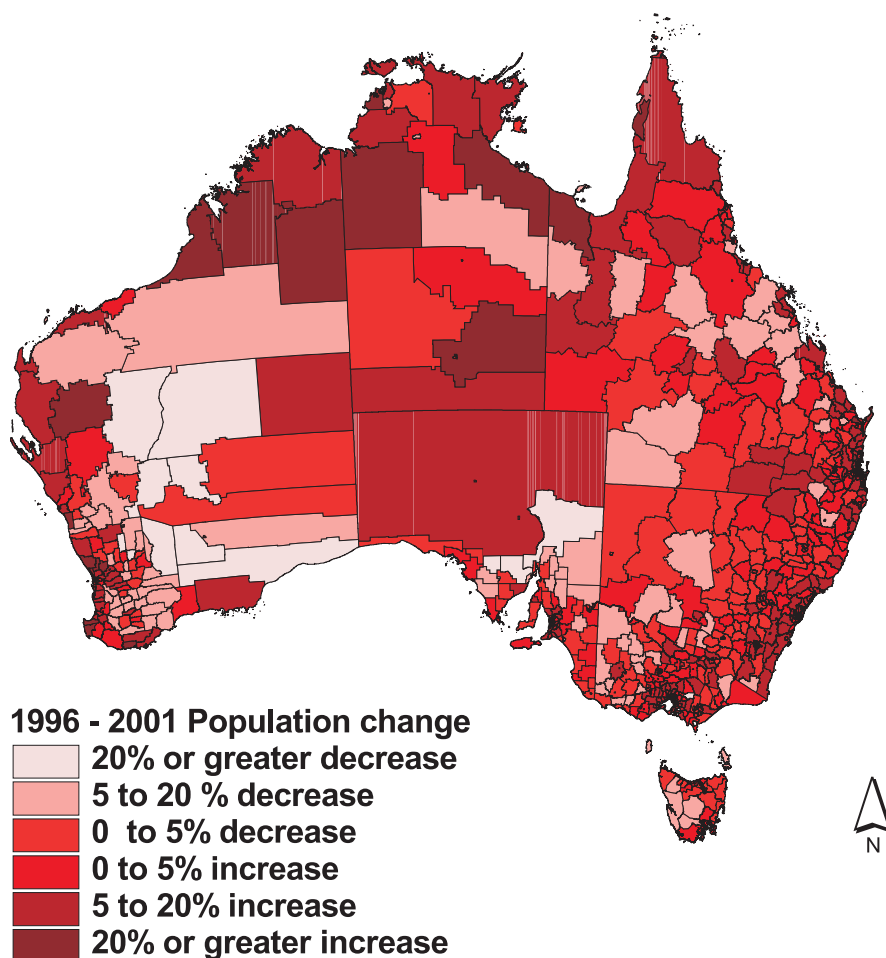 1996 - 2001 Population change
20% or greater decrease
5 to 20 % decrease
0 to 5% decrease
0 to 5% increase
5 to 20% increase
20% or greater increase
N